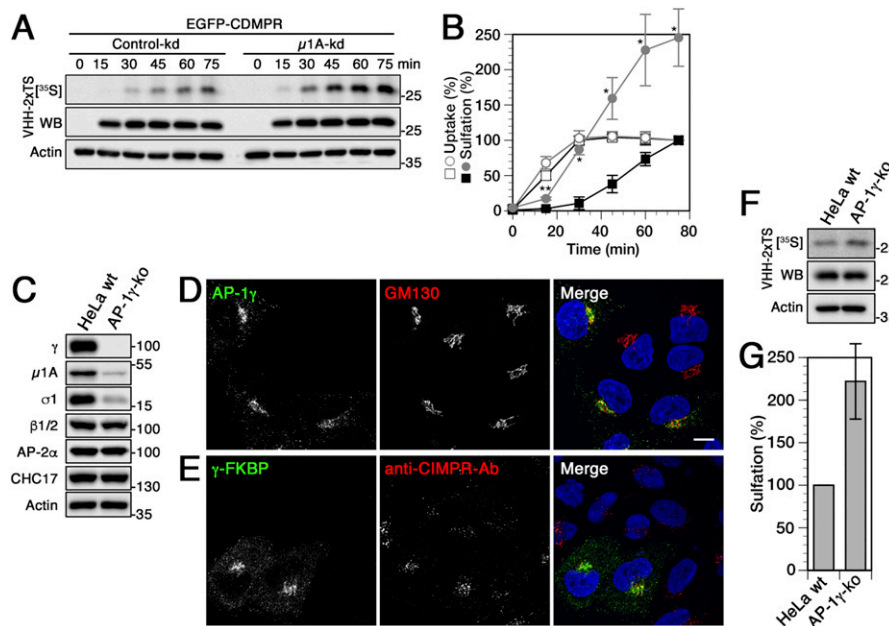 A
EGFP-CDMPR
Control-kd µ1A-kd
0 15 30 45 60 75 0 15 30 45 60 75 min
VHH-2xTS
[³⁵S]
-25
WB
-25
Actin
-35
B
250
200
150
100
50
0
Uptake (%)
Sulfation (%)
* * * * **
0 20 40 60 80
Time (min)
C
HeLa wt
AP-1γ-ko
γ -100
-55
µ1A
σ1 -15
β1/2 -100
AP-2α -100
CHC17 -130
Actin -35
D
AP-1γ GM130 Merge
E
γ-FKBP anti-CIMPR-Ab Merge
F
HeLa wt
AP-1γ-ko
VHH-2xTS
[³⁵S] -2
WB -2
Actin -3
G
250
200
150
100
50
0
Sulfation (%)
HeLa wt
AP-1γ-ko